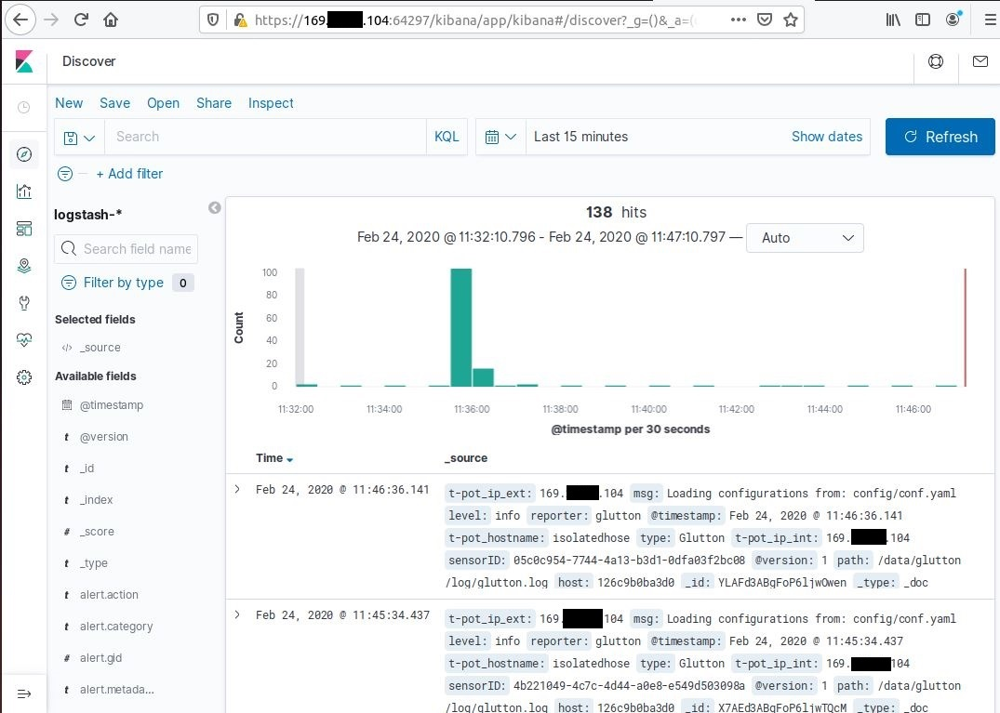 https://169. .104:64297/kibana/app/kibana#/discover?_g=()&_a=(
Discover
New Save Open Share Inspect
Search KQL Last 15 minutes Show dates Refresh
+ Add filter
logstash-*
Search field name
Filter by type 0
Selected fields
</> _source
Available fields
@timestamp
t @version
t _id
t _index
# _score
t _type
t alert.action
t alert.category
# alert.gid
t alert.metada...
138 hits
Feb 24, 2020 @ 11:32:10.796 - Feb 24, 2020 @ 11:47:10.797 — Auto
Count
100
80
60
40
20
0
11:32:00 11:34:00 11:36:00 11:38:00 11:40:00 11:42:00 11:44:00 11:46:00
@timestamp per 30 seconds
Time _source
Feb 24, 2020 @ 11:46:36.141 t-pot_ip_ext: 169. .104 msg: Loading configurations from: config/conf.yaml
level: info reporter: glutton @timestamp: Feb 24, 2020 @ 11:46:36.141
t-pot_hostname: isolatedhose type: Glutton t-pot_ip_int: 169. .104
sensorID: 05c0c954-7744-4a13-b3d1-0dfa03f2bc08 @version: 1 path: /data/glutton
/log/glutton.log host: 126c9b0ba3d0 _id: YLAFd3ABgFoP6ljwOwen _type: _doc
Feb 24, 2020 @ 11:45:34.437 t-pot_ip_ext: 169. 104 msg: Loading configurations from: config/conf.yaml
level: info reporter: glutton @timestamp: Feb 24, 2020 @ 11:45:34.437
t-pot_hostname: isolatedhose type: Glutton t-pot_ip_int: 169. 104
sensorID: 4b221049-4c7c-4d44-a0e8-e549d503098a @version: 1 path: /data/glutton
/log/glutton.log host: 126c9b0ba3d0 _id: X7AEd3ABgFoP6ljwTQcM _type: _doc